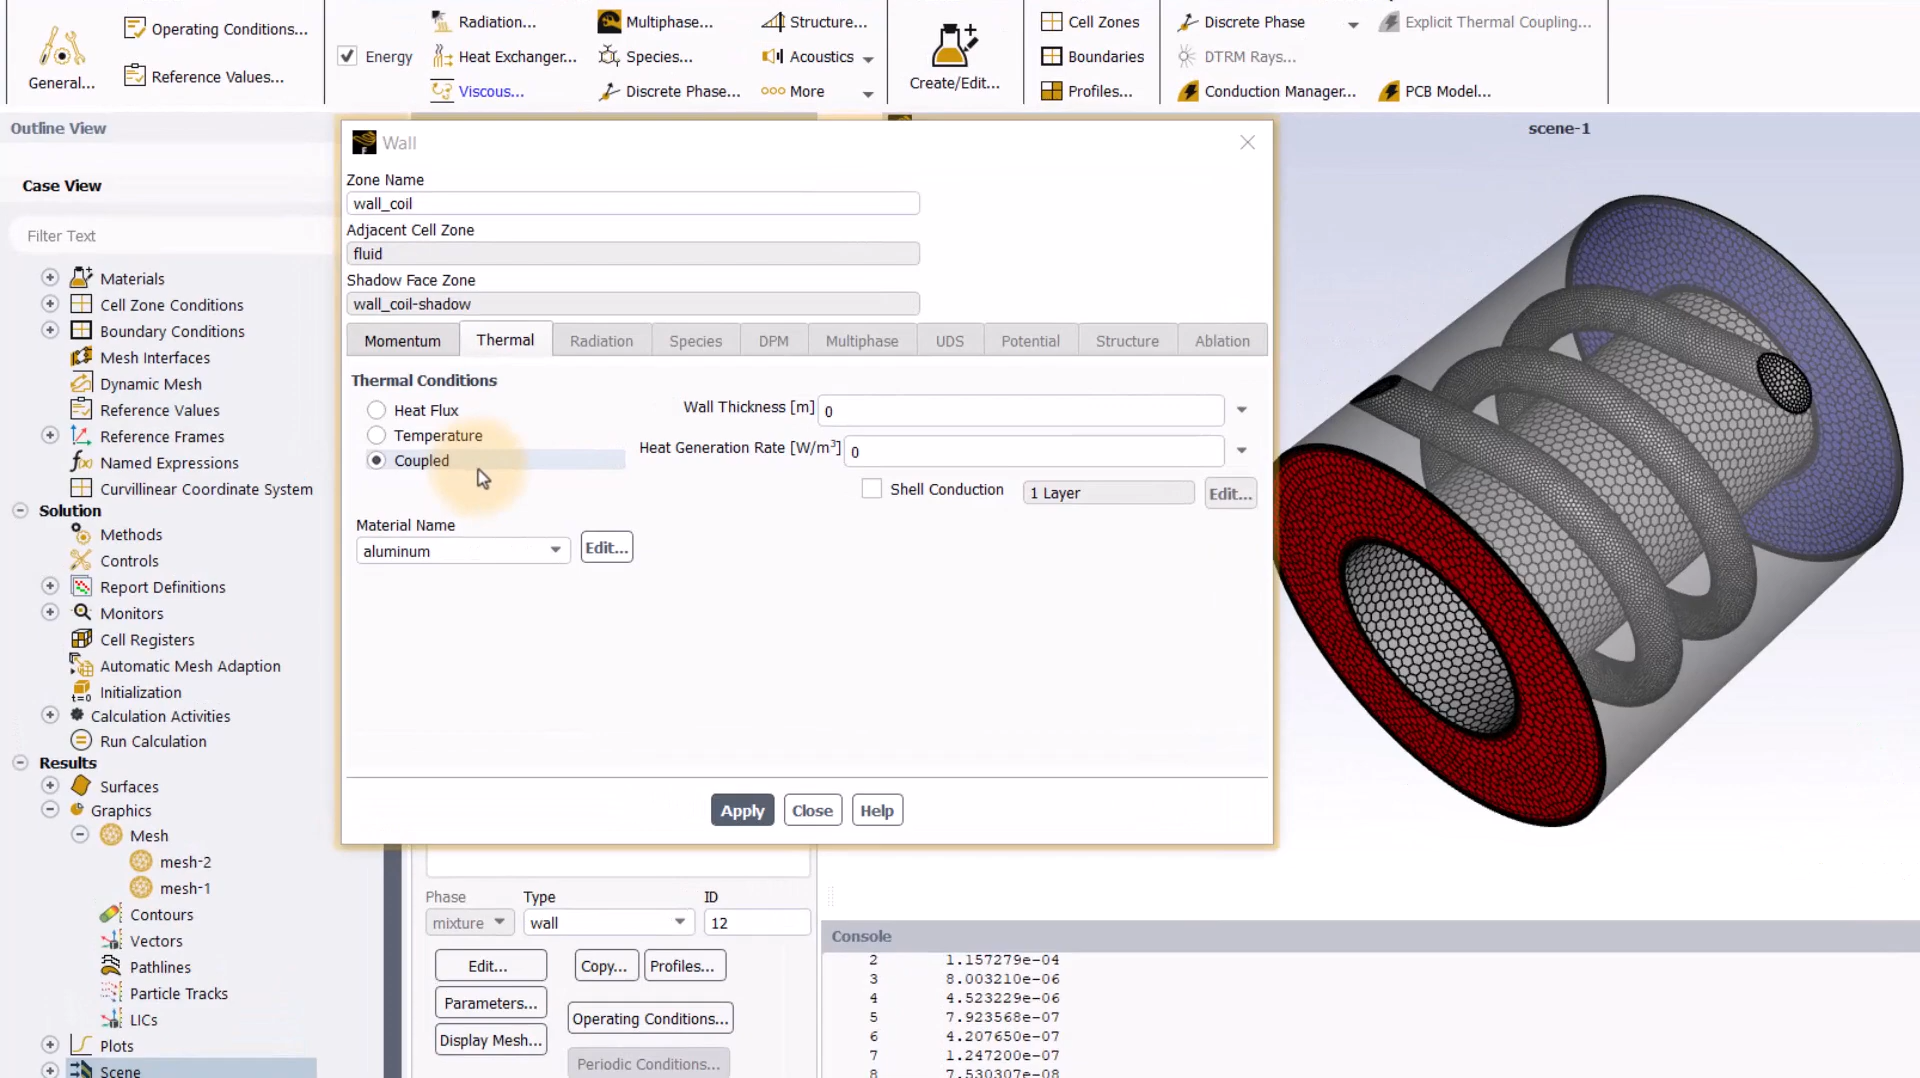 General...
Operating Conditions...
Reference Values...
Energy
Radiation...
Heat Exchanger...
Viscous...
Multiphase...
Species...
Discrete Phase...
Structure...
Acoustics
More
Create/Edit...
Cell Zones
Boundaries
Profiles...
Discrete Phase
DTRM Rays...
Conduction Manager...
Explicit Thermal Coupling...
PCB Model...
Outline View
Case View
Filter Text
Materials
Cell Zone Conditions
Boundary Conditions
Mesh Interfaces
Dynamic Mesh
Reference Values
Reference Frames
Named Expressions
Curvillinear Coordinate System
Solution
Methods
Controls
Report Definitions
Monitors
Cell Registers
Automatic Mesh Adaption
Initialization
Calculation Activities
Run Calculation
Results
Surfaces
Graphics
Mesh
mesh-2
mesh-1
Contours
Vectors
Pathlines
Particle Tracks
LICs
Plots
Scene
Wall
Zone Name
wall_coil
Adjacent Cell Zone
fluid
Shadow Face Zone
wall_coil-shadow
Momentum Thermal Radiation Species DPM Multiphase UDS Potential Structure Ablation
Thermal Conditions
Heat Flux
Temperature
Coupled
Wall Thickness [m] 0
Heat Generation Rate [W/m³] 0
Shell Conduction 1 Layer Edit...
Material Name
aluminum Edit...
Apply Close Help
Phase Type ID
mixture wall 12
Edit... Copy... Profiles...
Parameters...
Operating Conditions...
Display Mesh...
Periodic Conditions...
scene-1
Console
2 1.157279e-04
3 8.003210e-06
4 4.523229e-06
5 7.923568e-07
6 4.207650e-07
7 1.247200e-07
8 7.530307e-08